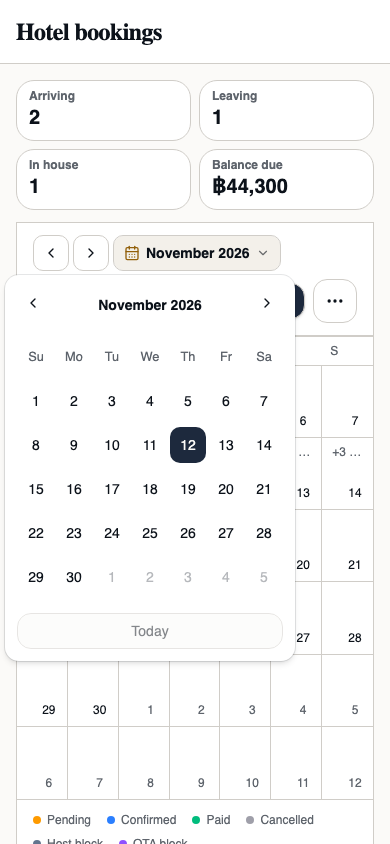 Hotel bookings
Arriving
2
Leaving
1
In house
1
Balance due
฿44,300
November 2026
November 2026
Su Mo Tu We Th Fr Sa
1 2 3 4 5 6 7
8 9 10 11 12 13 14
15 16 17 18 19 20 21
22 23 24 25 26 27 28
29 30 1 2 3 4 5
Today
S
6 7
... +3 ...
13 14
20 21
27 28
29 30 1 2 3 4 5
6 7 8 9 10 11 12
Pending Confirmed Paid Cancelled
Host block OTA block